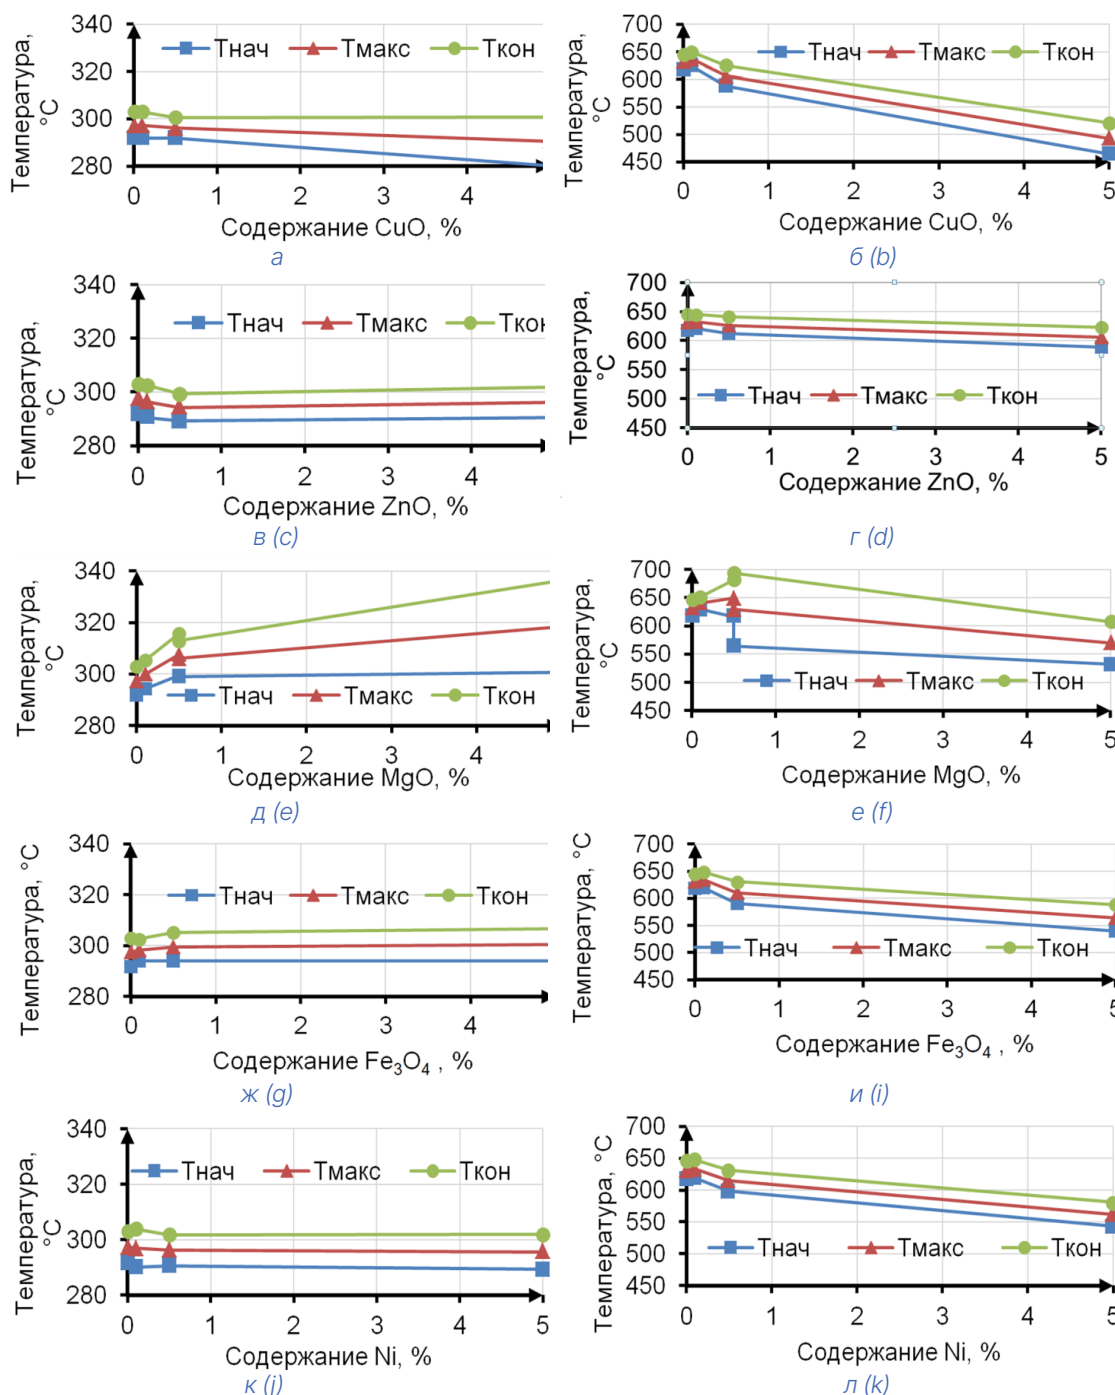 340
320
300
280
Температура, °C
Тнач Тмакс Ткон
0 1 2 3 4
Содержание CuO, %
а
700
650
600
500
450
Температура, °C
Тнач Тмакс Ткон
0 1 2 3 4 5
Содержание CuO, %
б (b)
340
320
300
280
Температура, °C
Тнач Тмакс Ткон
0 1 2 3 4
Содержание ZnO, %
в (c)
700
650
600
500
450
Температура, °C
Тнач Тмакс Ткон
0 1 2 3 4 5
Содержание ZnO, %
г (d)
340
320
300
280
Температура, °C
Тнач Тмакс Ткон
0 1 2 3 4
Содержание MgO, %
д (e)
700
650
600
550
500
450
Температура, °C
Тнач Тмакс Ткон
0 1 2 3 4 5
Содержание MgO, %
е (f)
340
320
300
280
Температура, °C
Тнач Тмакс Ткон
0 1 2 3 4
Содержание Fe₃O₄ , %
ж (g)
700
650
600
550
500
450
Температура, °C
Тнач Тмакс Ткон
0 1 2 3 4 5
Содержание Fe₃O₄ , %
и (i)
340
320
300
280
Температура, °C
Тнач Тмакс Ткон
0 1 2 3 4 5
Содержание Ni, %
к (j)
700
650
600
550
500
450
Температура, °C
Тнач Тмакс Ткон
0 1 2 3 4 5
Содержание Ni, %
л (k)